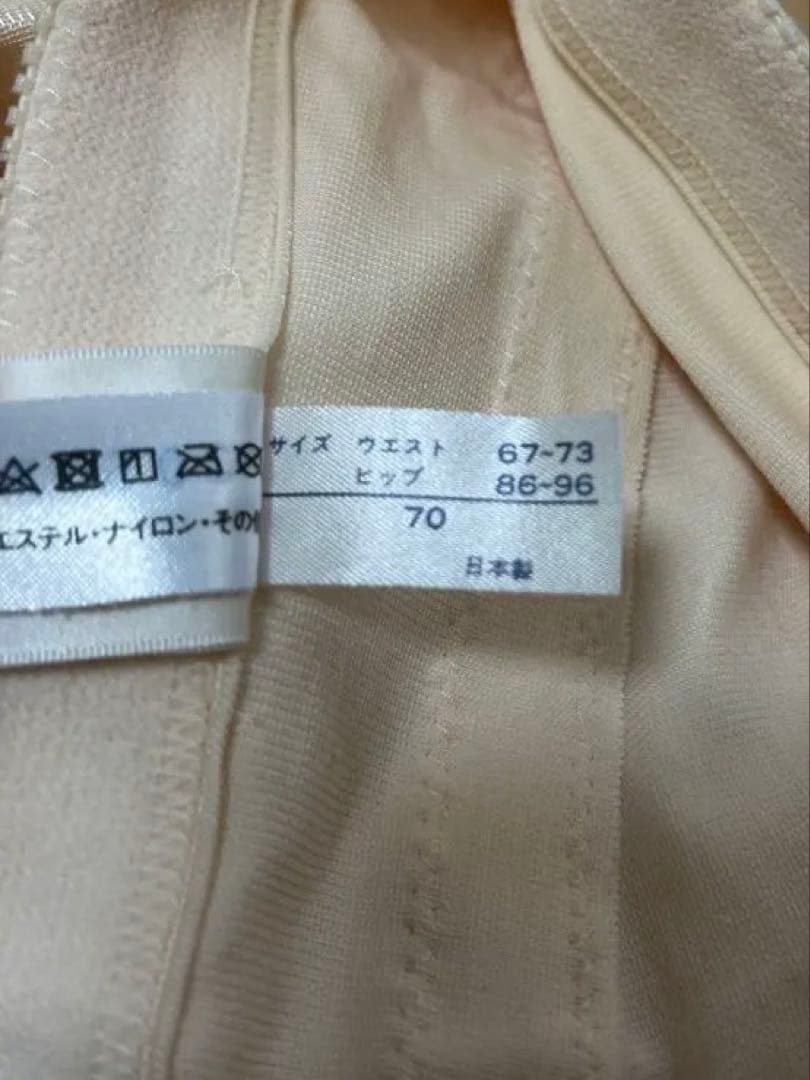 サイズ ウエスト 67-73
ヒップ 86-96
70
日本製
エステル・ナイロン・その